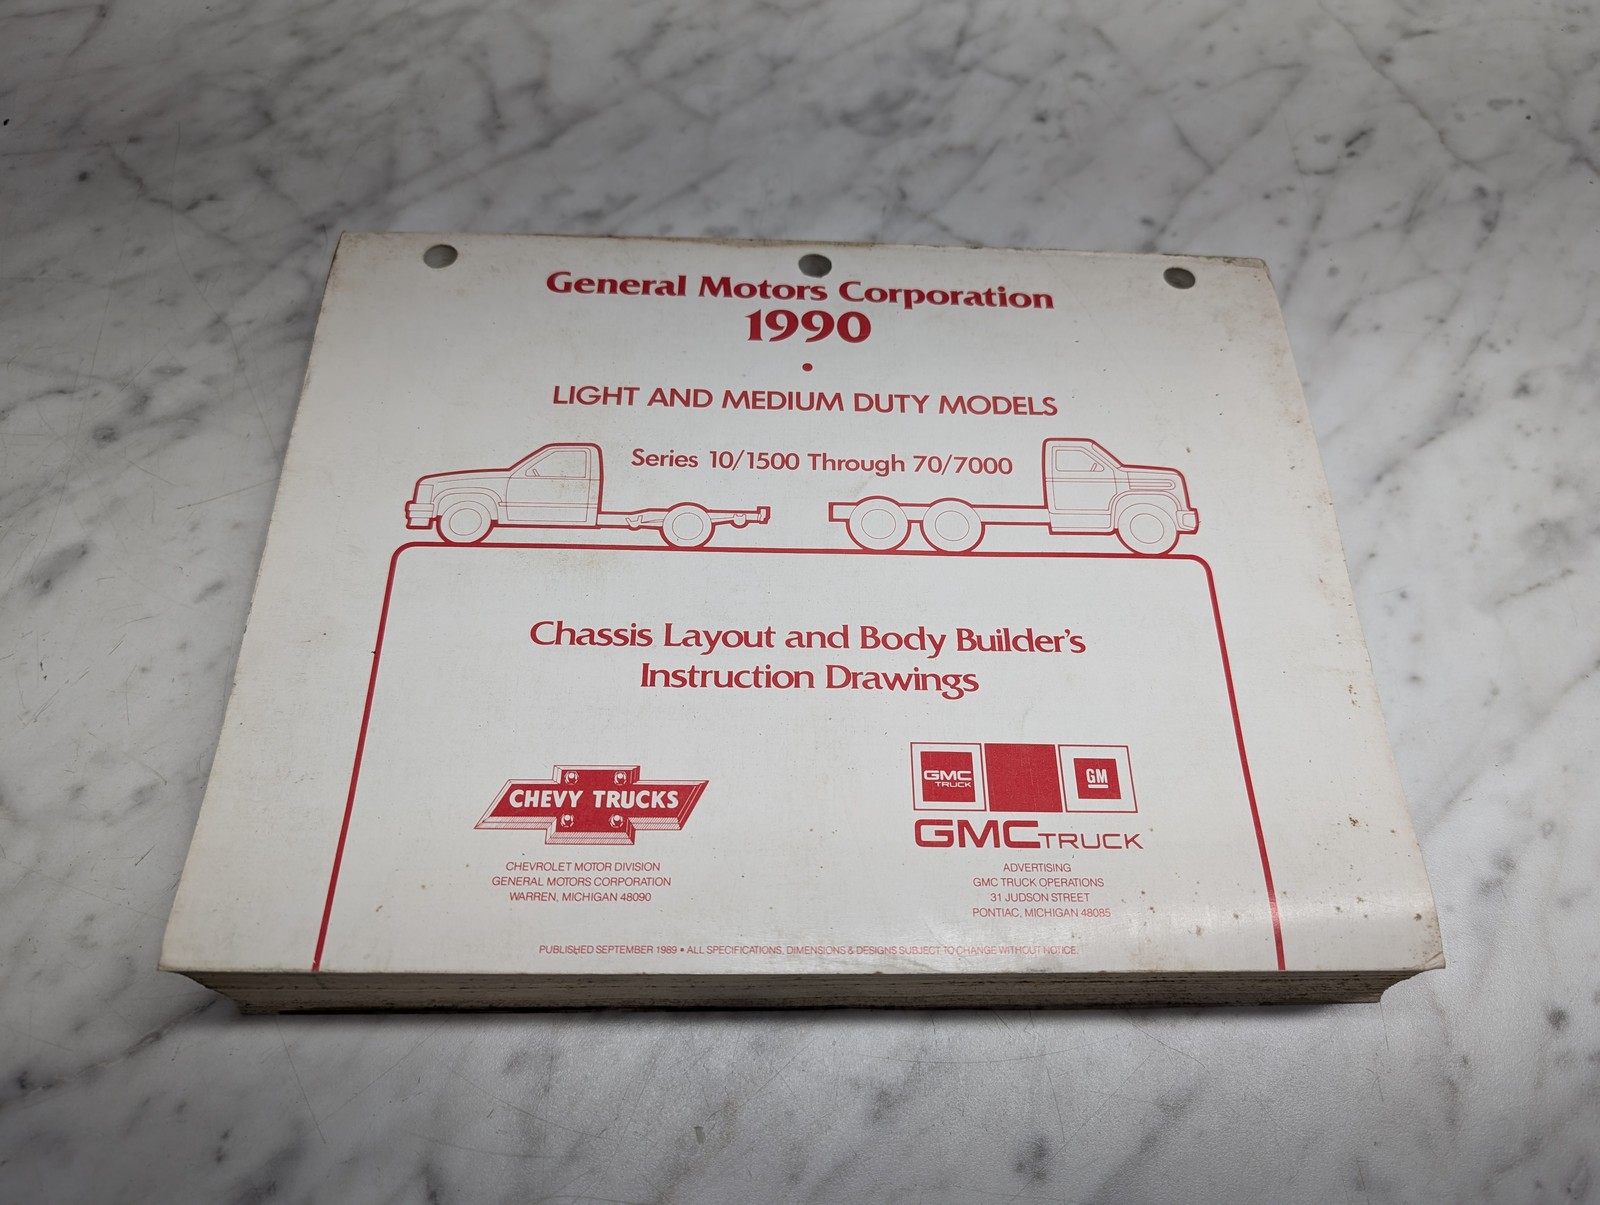 General Motors Corporation
1990
•
LIGHT AND MEDIUM DUTY MODELS
Series 10/1500 Through 70/7000
Chassis Layout and Body Builder's
Instruction Drawings
CHEVY TRUCKS
CHEVROLET MOTOR DIVISION
GENERAL MOTORS CORPORATION
WARREN, MICHIGAN 48090
GMC
TRUCK
GM
GMC TRUCK
ADVERTISING
GMC TRUCK OPERATIONS
31 JUDSON STREET
PONTIAC, MICHIGAN 48085
PUBLISHED SEPTEMBER 1989 • ALL SPECIFICATIONS, DIMENSIONS & DESIGNS SUBJECT TO CHANGE WITHOUT NOTICE.